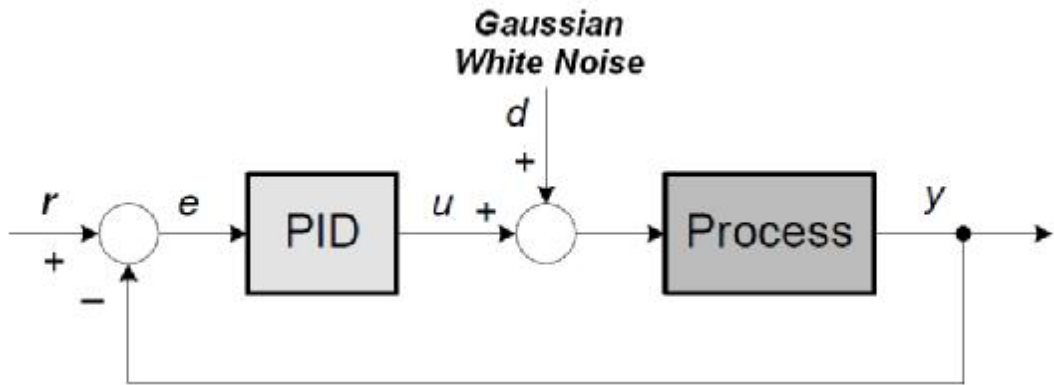 Gaussian
White Noise
d
+
r
e
PID
u
+
Process
y
+
−